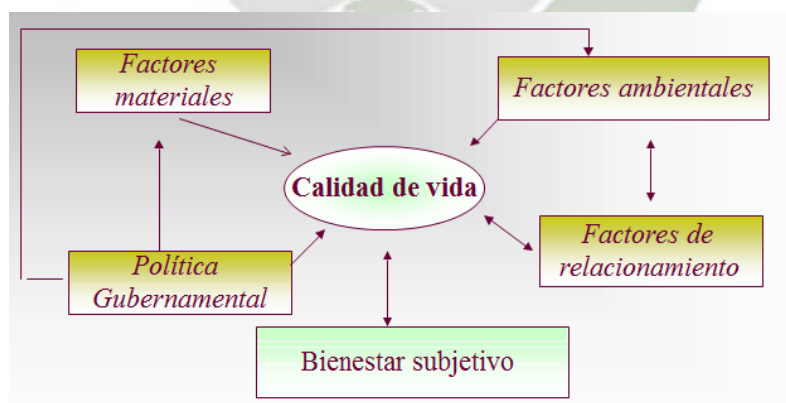 Factores
materiales
Factores ambientales
Calidad de vida
Política
Gubernamental
Factores de
relacionamiento
Bienestar subjetivo